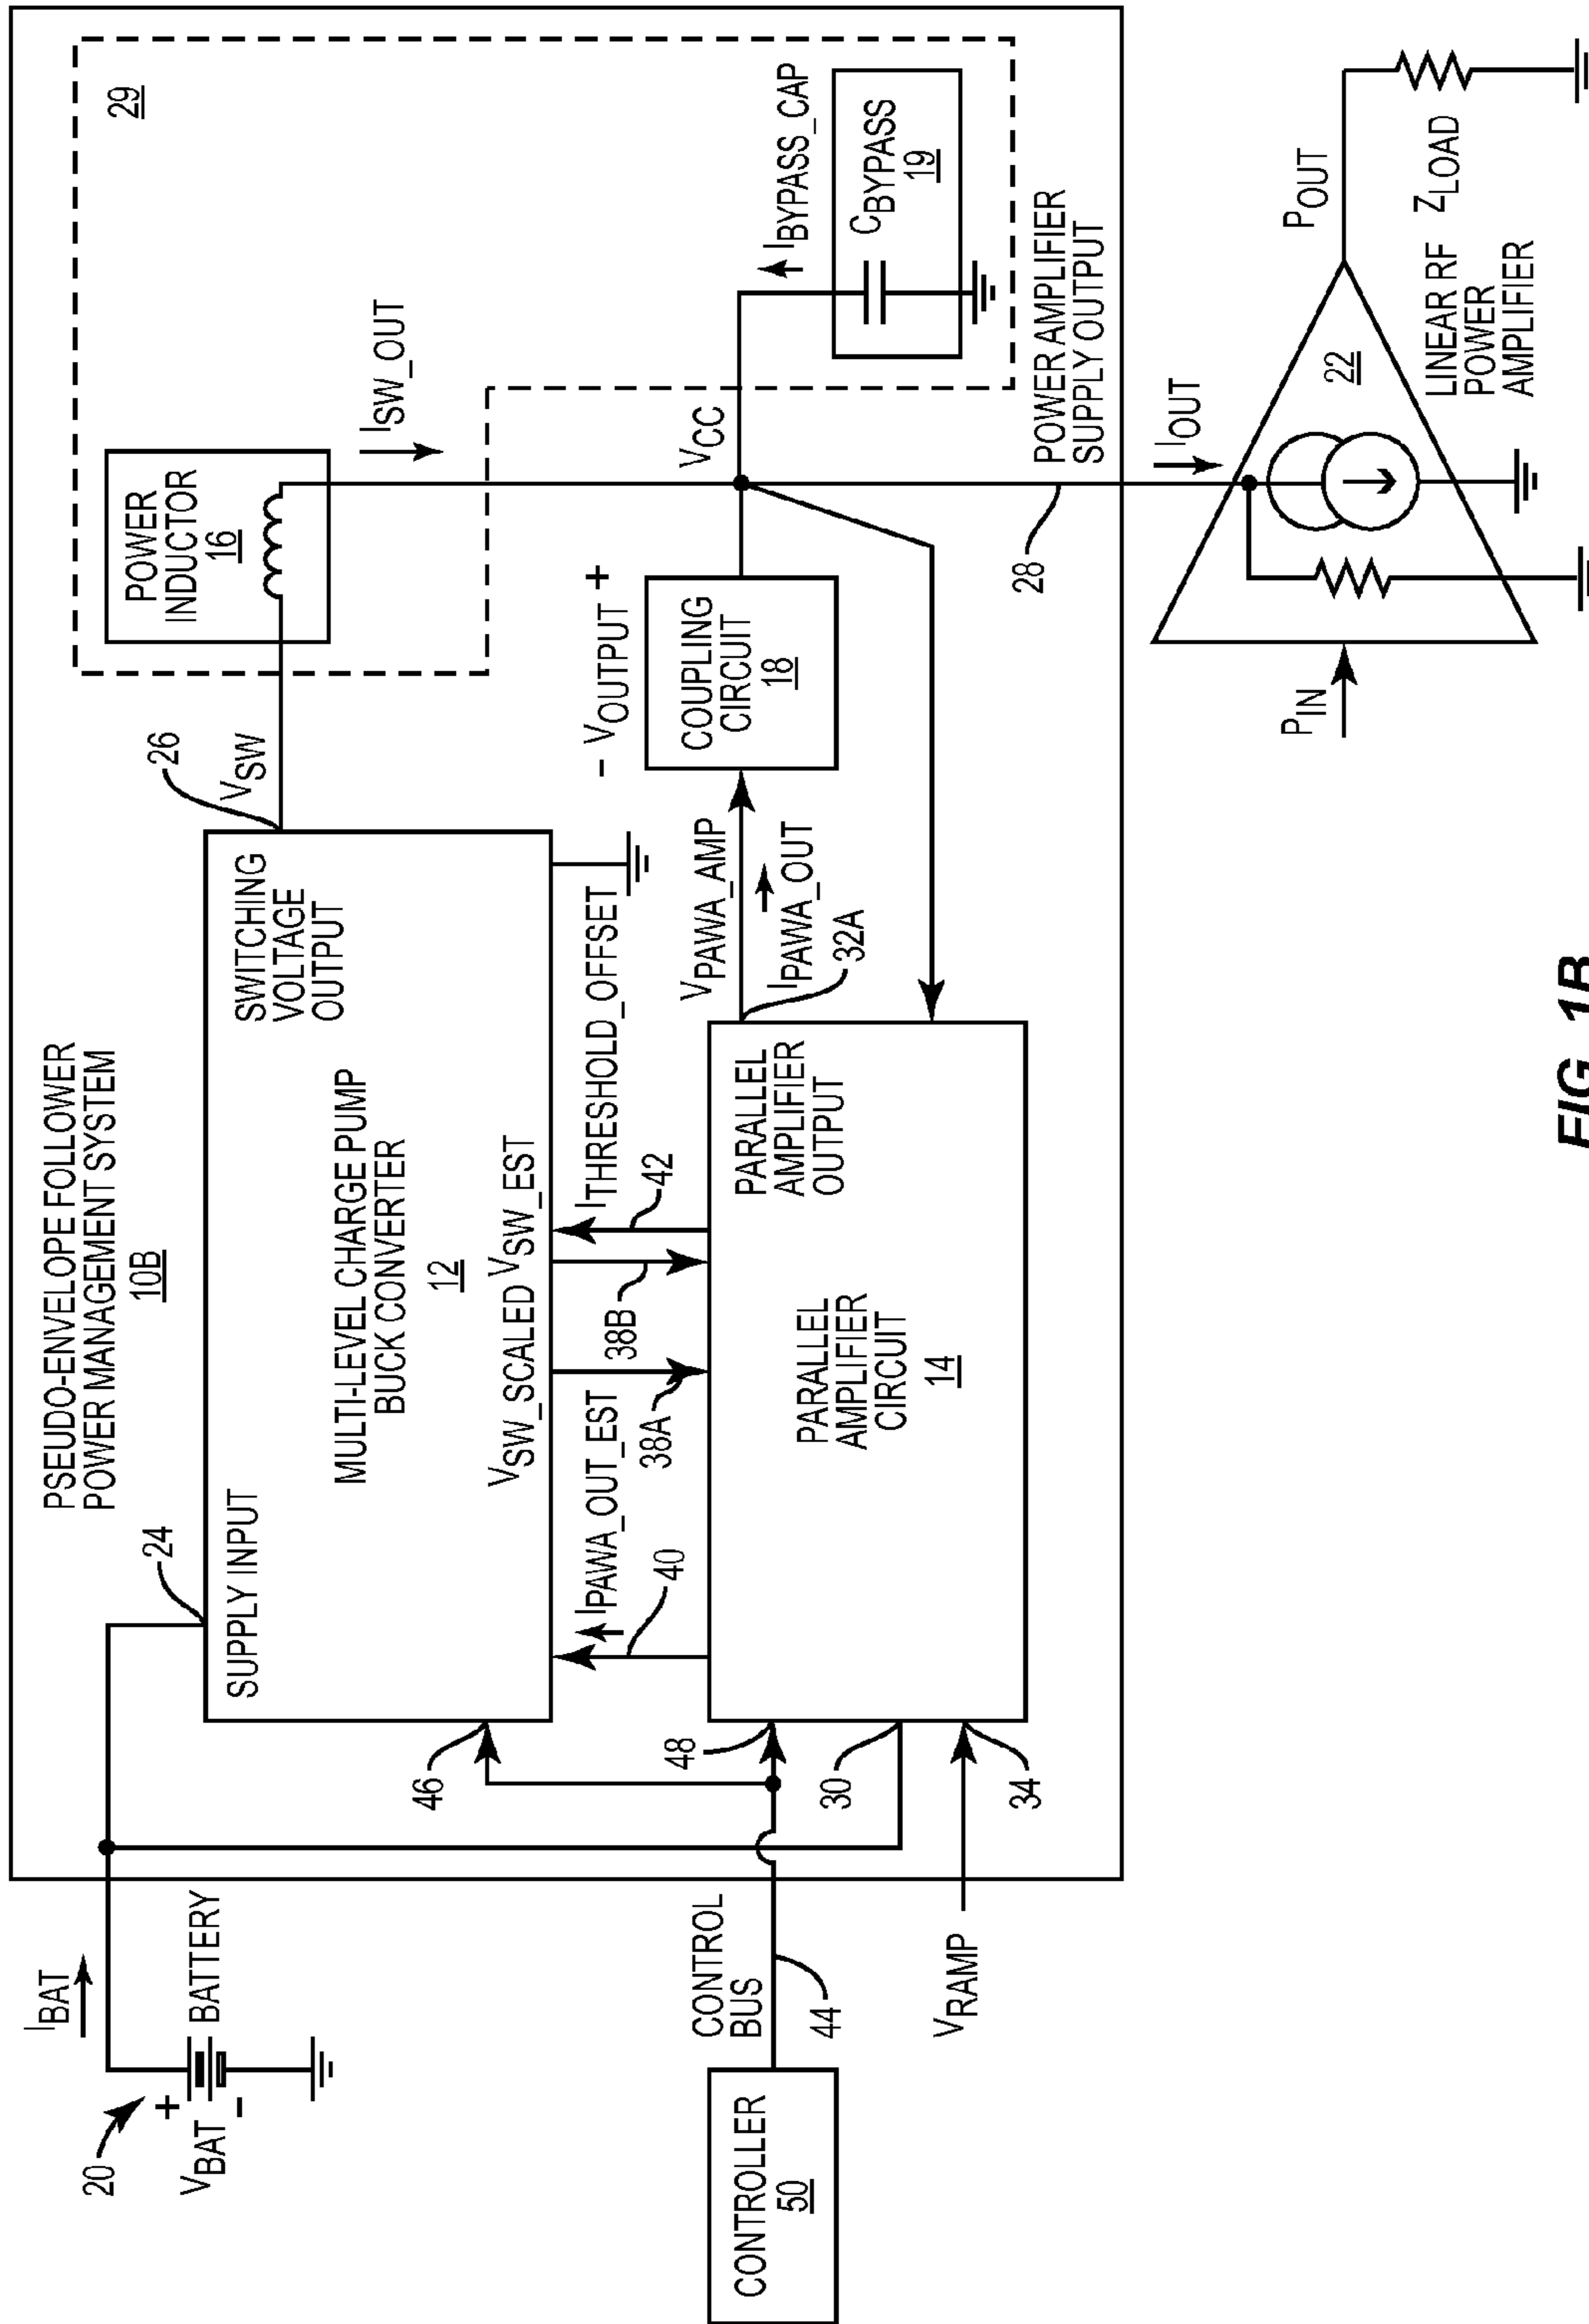 PSEUDO-ENVELOPE FOLLOWER
POWER MANAGEMENT SYSTEM
10B
29
IBAT
20
+
VBAT
-
BATTERY
24
SUPPLY INPUT
MULTI-LEVEL CHARGE PUMP
BUCK CONVERTER
12
SWITCHING
VOLTAGE
OUTPUT
26
VSW
POWER
INDUCTOR
16
ISW_OUT
VSW_SCALED
VSW_EST
46
IPAWA_OUT_EST
40
38A
38B
42
ITHRESHOLD_OFFSET
- VOUTPUT +
CONTROLLER
50
CONTROL
BUS
44
48
30
34
VRAMP
PARALLEL
AMPLIFIER
CIRCUIT
14
PARALLEL
AMPLIFIER
OUTPUT
VPAWA_AMP
IPAWA_OUT
32A
COUPLING
CIRCUIT
18
VCC
IBYPASS_CAP
CBYPASS
19
28
POWER AMPLIFIER
SUPPLY OUTPUT
IOUT
PIN
22
LINEAR RF
POWER
AMPLIFIER
POUT
ZLOAD
FIG. 1B